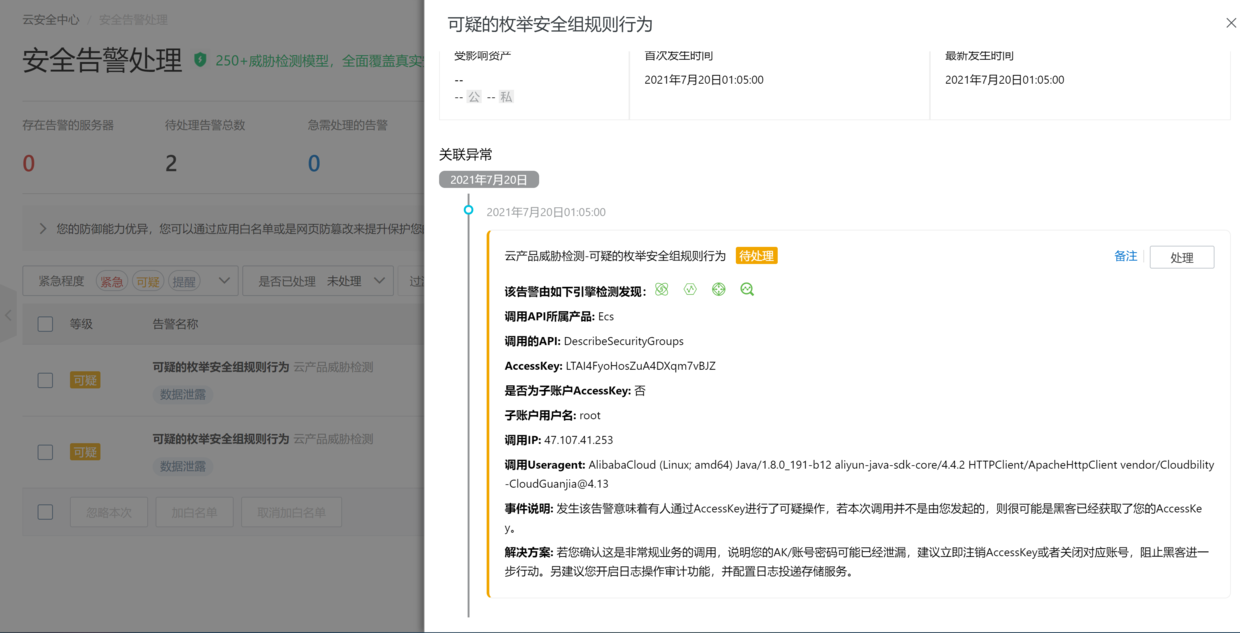 云安全中心 / 安全告警处理
安全告警处理
250+威胁检测模型，全面覆盖真实
存在告警的服务器
待处理告警总数
急需处理的告警
0
2
0
您的防御能力优异，您可以通过应用白名单或是网页防篡改来提升保护您
紧急程度 紧急 可疑 提醒
是否已处理 未处理
等级 告警名称
可疑 可疑的枚举安全组规则行为 云产品威胁检测
数据泄露
可疑 可疑的枚举安全组规则行为 云产品威胁检测
数据泄露
忽略本次 加白名单 取消加白名单
可疑的枚举安全组规则行为
受影响资产
--
-- 公 -- 私
首次发生时间
2021年7月20日01:05:00
最新发生时间
2021年7月20日01:05:00
关联异常
2021年7月20日
2021年7月20日01:05:00
云产品威胁检测-可疑的枚举安全组规则行为 待处理
备注 处理
该告警由如下引擎检测发现:
调用API所属产品: Ecs
调用的API: DescribeSecurityGroups
AccessKey: LTAI4FyoHosZuA4DXqm7vBJZ
是否为子账户AccessKey: 否
子账户用户名: root
调用IP: 47.107.41.253
调用Useragent: AlibabaCloud (Linux; amd64) Java/1.8.0_191-b12 aliyun-java-sdk-core/4.4.2 HTTPClient/ApacheHttpClient vendor/Cloudbility
-CloudGuanjia@4.13
事件说明: 发生该告警意味着有人通过AccessKey进行了可疑操作，若本次调用并不是由您发起的，则很可能是黑客已经获取了您的AccessKe
y。
解决方案: 若您确认这是非常规业务的调用，说明您的AK/账号密码可能已经泄漏，建议立即注销AccessKey或者关闭对应账号，阻止黑客进一
步行动。另建议您开启日志操作审计功能，并配置日志投递存储服务。